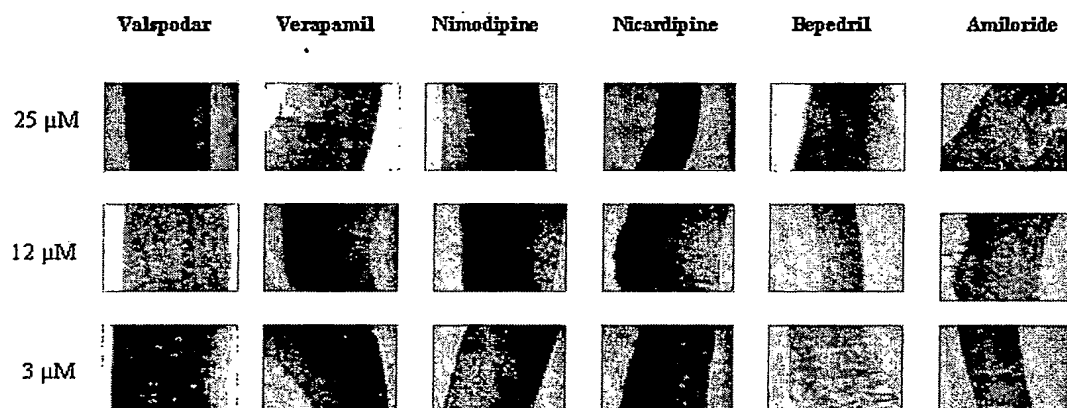 Valspodar Verapamil Nimodipine Nicardipine Bepedril Amiloride
25 µM
12 µM
3 µM